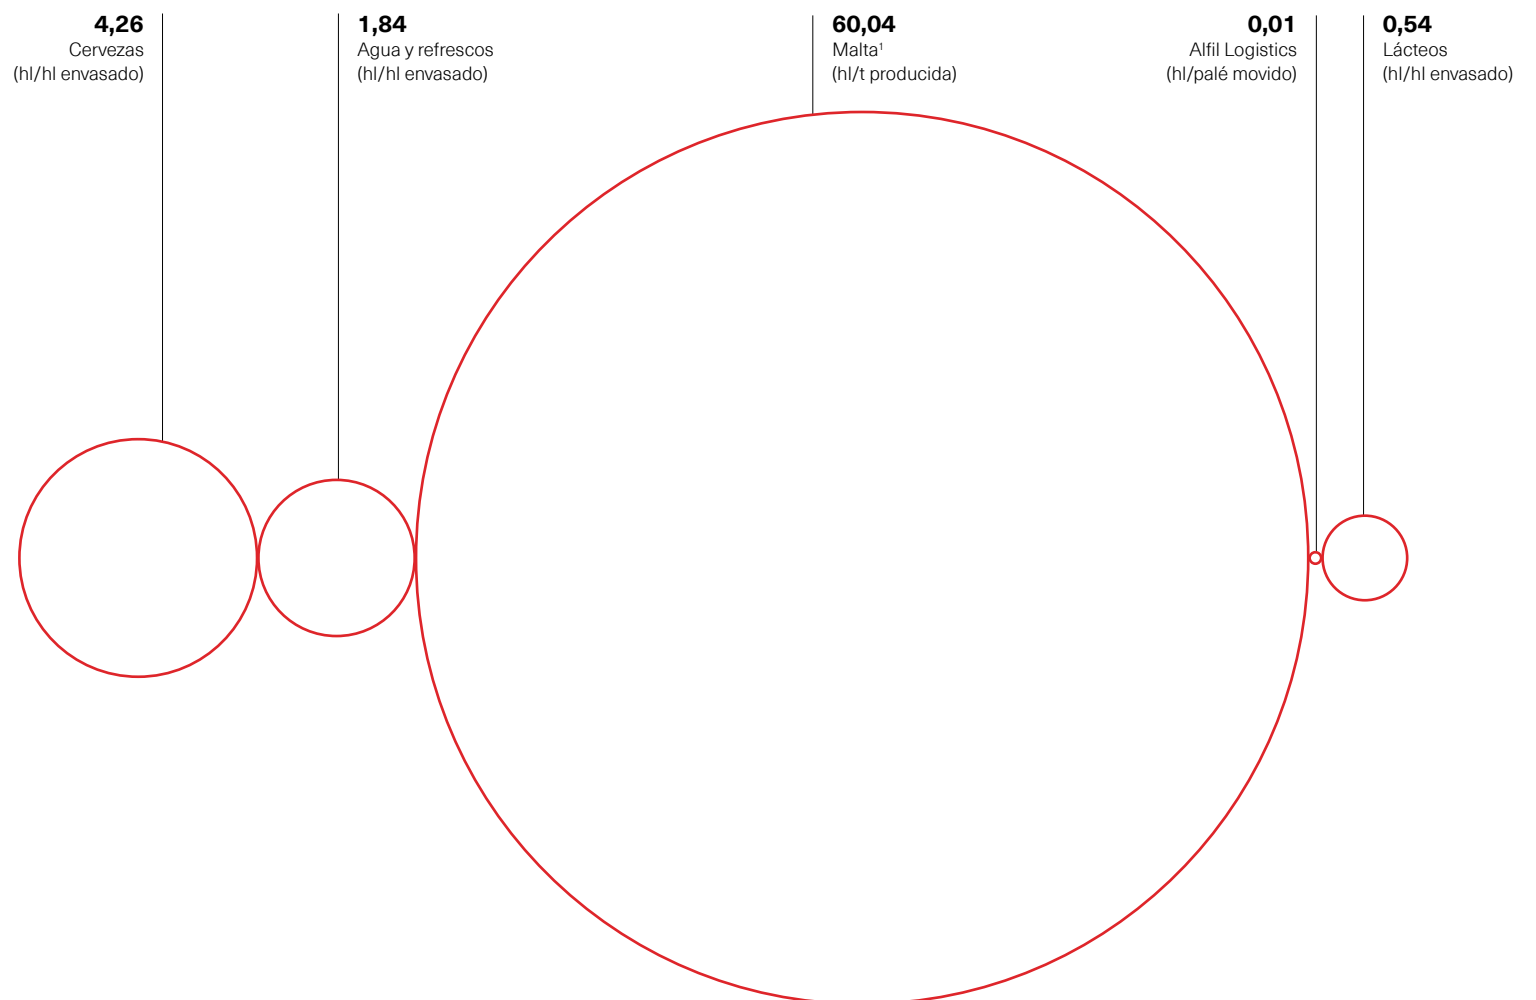 4,26
Cervezas
(hl/hl envasado)
1,84
Agua y refrescos
(hl/hl envasado)
60,04
Malta¹
(hl/t producida)
0,01
Alfil Logistics
(hl/palé movido)
0,54
Lácteos
(hl/hl envasado)